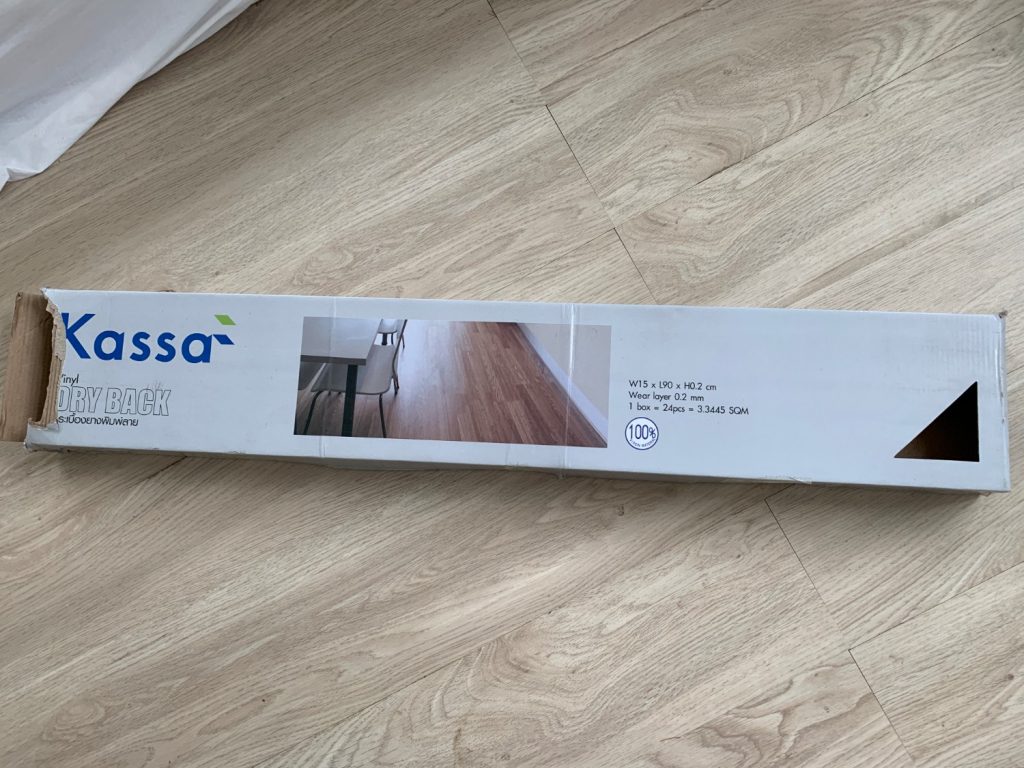 Kassa
Vinyl
DRY BACK
กระเบื้องยางพิมพ์ลาย
W15 x L90 x H0.2 cm
Wear layer 0.2 mm
1 box = 24pcs = 3.3445 SQM
100%